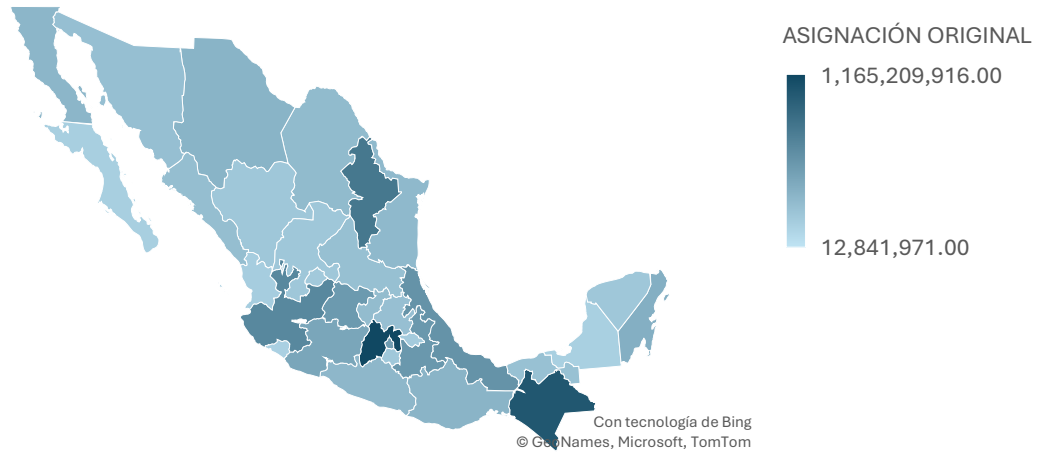 ASIGNACIÓN ORIGINAL
1,165,209,916.00
12,841,971.00
Con tecnología de Bing
© GeoNames, Microsoft, TomTom